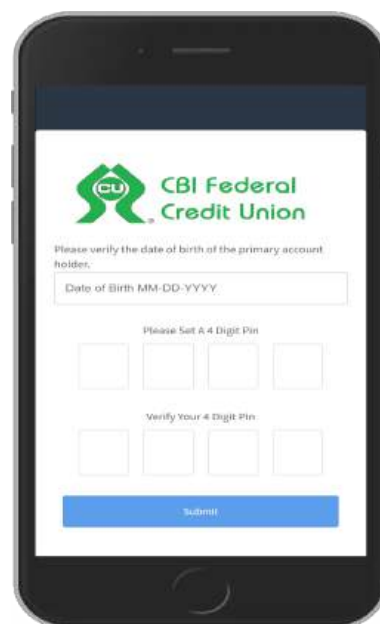 CU
CBI Federal
Credit Union
Please verify the date of birth of the primary account
holder.
Date of Birth MM-DD-YYYY
Please Set A 4 Digit Pin
Verify Your 4 Digit Pin
Submit